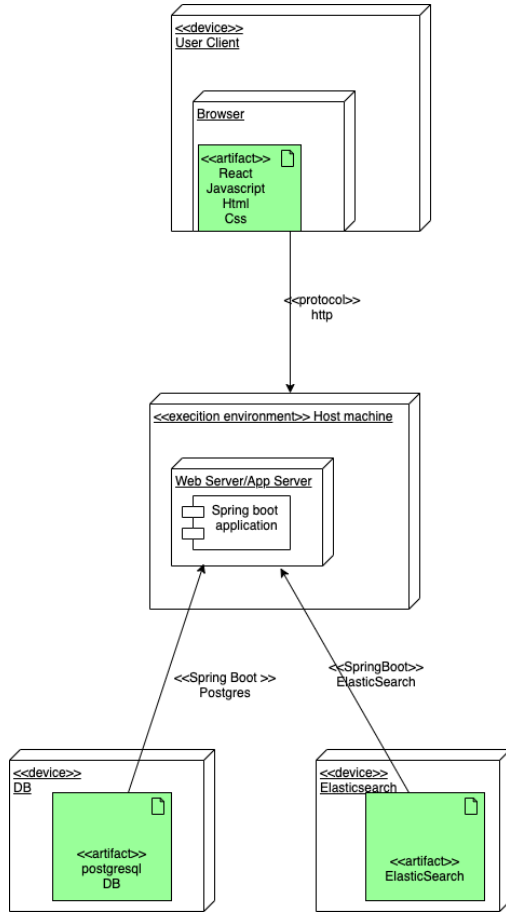 <<device>>
User Client
Browser
<<artifact>>
React
Javascript
Html
Css
<<protocol>>
http
<<execition environment>> Host machine
Web Server/App Server
Spring boot
application
<<Spring Boot >>
Postgres
<<SpringBoot>>
ElasticSearch
<<device>>
DB
<<artifact>>
postgresql
DB
<<device>>
Elasticsearch
<<artifact>>
ElasticSearch